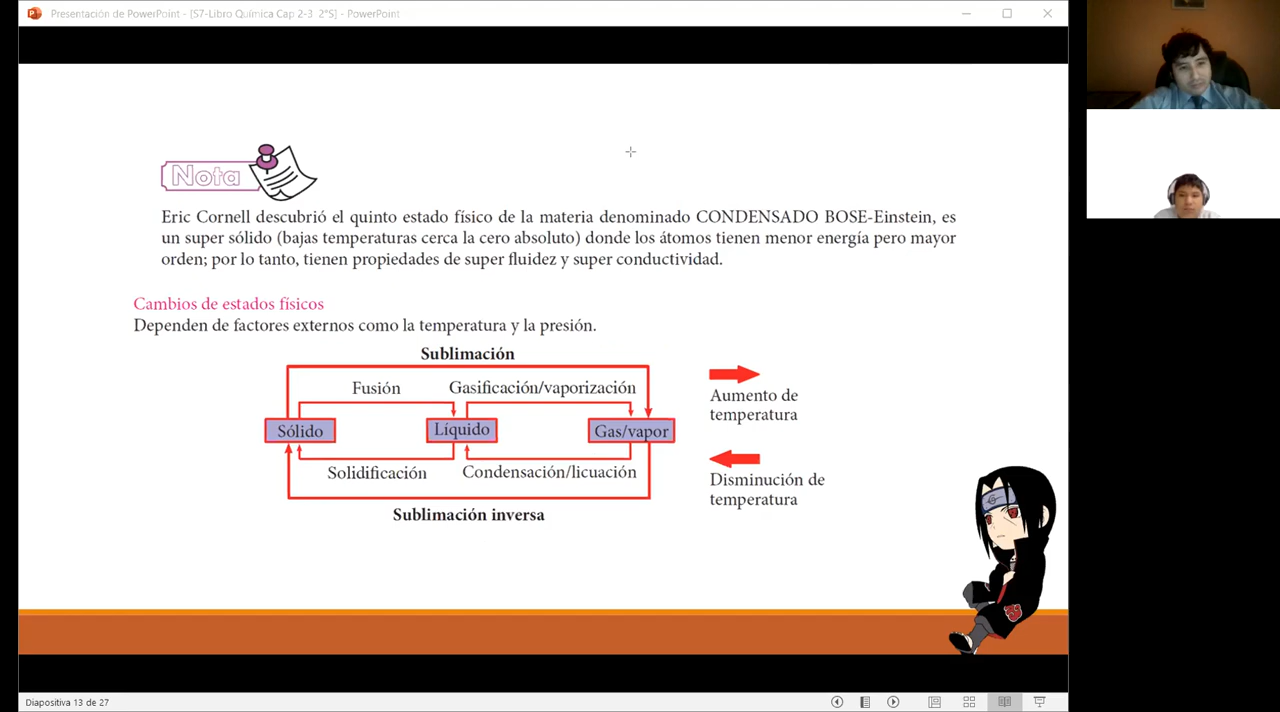 Presentación de PowerPoint - [S7-Libro Química Cap 2-3  2°S] - PowerPoint
Nota
Eric Cornell descubrió el quinto estado físico de la materia denominado CONDENSADO BOSE-Einstein, es
un super sólido (bajas temperaturas cerca la cero absoluto) donde los átomos tienen menor energía pero mayor
orden; por lo tanto, tienen propiedades de super fluidez y super conductividad.
Cambios de estados físicos
Dependen de factores externos como la temperatura y la presión.
Sublimación
Fusión
Gasificación/vaporización
Sólido
Líquido
Gas/vapor
Solidificación
Condensación/licuación
Sublimación inversa
Aumento de
temperatura
Disminución de
temperatura
Diapositiva 13 de 27